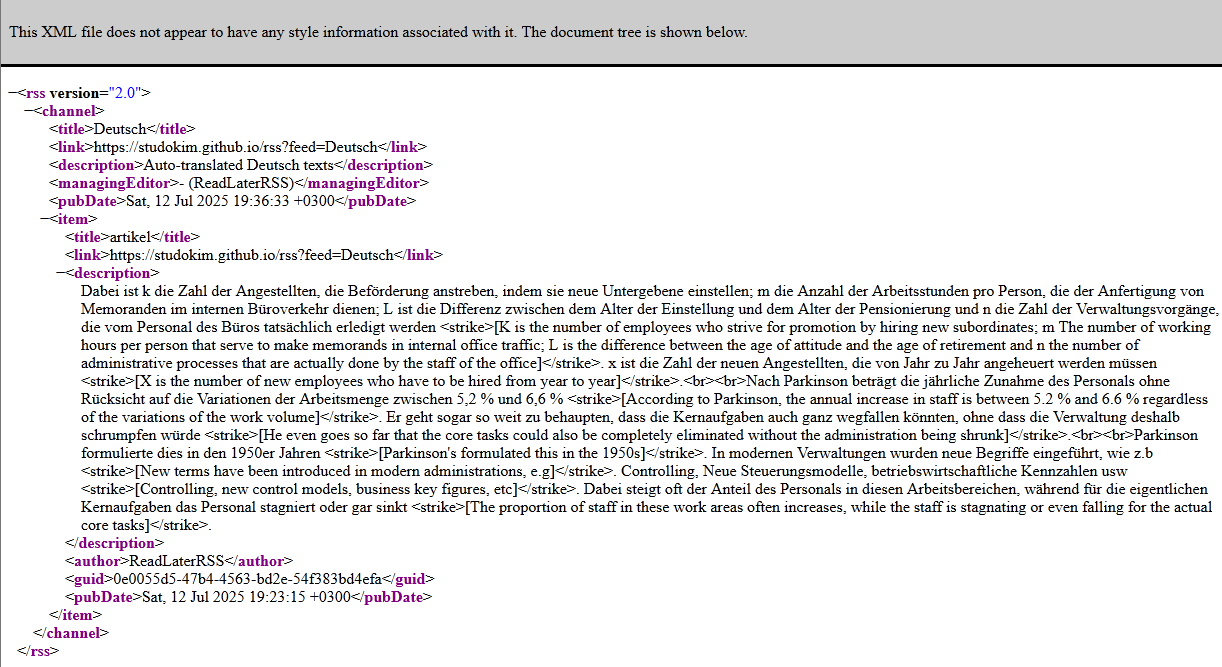 This XML file does not appear to have any style information associated with it. The document tree is shown below.
—<rss version="2.0">
—<channel>
<title>Deutsch</title>
<link>https://studokim.github.io/rss?feed=Deutsch</link>
<description>Auto-translated Deutsch texts</description>
<managingEditor>- (ReadLaterRSS)</managingEditor>
<pubDate>Sat, 12 Jul 2025 19:36:33 +0300</pubDate>
—<item>
<title>artikel</title>
<link>https://studokim.github.io/rss?feed=Deutsch</link>
—<description>
Dabei ist k die Zahl der Angestellten, die Beförderung anstreben, indem sie neue Untergebene einstellen; m die Anzahl der Arbeitsstunden pro Person, die der Anfertigung von
Memoranden im internen Büroverkehr dienen; L ist die Differenz zwischen dem Alter der Einstellung und dem Alter der Pensionierung und n die Zahl der Verwaltungsvorgänge,
die vom Personal des Büros tatsächlich erledigt werden <strike>[K is the number of employees who strive for promotion by hiring new subordinates; m The number of working
hours per person that serve to make memorands in internal office traffic; L is the difference between the age of attitude and the age of retirement and n the number of
administrative processes that are actually done by the staff of the office]</strike>. x ist die Zahl der neuen Angestellten, die von Jahr zu Jahr angeheuert werden müssen
<strike>[X is the number of new employees who have to be hired from year to year]</strike>.<br><br>Nach Parkinson beträgt die jährliche Zunahme des Personals ohne
Rücksicht auf die Variationen der Arbeitsmenge zwischen 5,2 % und 6,6 % <strike>[According to Parkinson, the annual increase in staff is between 5.2 % and 6.6 % regardless
of the variations of the work volume]</strike>. Er geht sogar so weit zu behaupten, dass die Kernaufgaben auch ganz wegfallen könnten, ohne dass die Verwaltung deshalb
schrumpfen würde <strike>[He even goes so far that the core tasks could also be completely eliminated without the administration being shrunk]</strike>.<br><br>Parkinson
formulierte dies in den 1950er Jahren <strike>[Parkinson's formulated this in the 1950s]</strike>. In modernen Verwaltungen wurden neue Begriffe eingeführt, wie z.b
<strike>[New terms have been introduced in modern administrations, e.g]</strike>. Controlling, Neue Steuerungsmodelle, betriebswirtschaftliche Kennzahlen usw
<strike>[Controlling, new control models, business key figures, etc]</strike>. Dabei steigt oft der Anteil des Personals in diesen Arbeitsbereichen, während für die eigentlichen
Kernaufgaben das Personal stagniert oder gar sinkt <strike>[The proportion of staff in these work areas often increases, while the staff is stagnating or even falling for the actual
core tasks]</strike>.
</description>
<author>ReadLaterRSS</author>
<guid>0e0055d5-47b4-4563-bd2e-54f383bd4efa</guid>
<pubDate>Sat, 12 Jul 2025 19:23:15 +0300</pubDate>
</item>
</channel>
</rss>